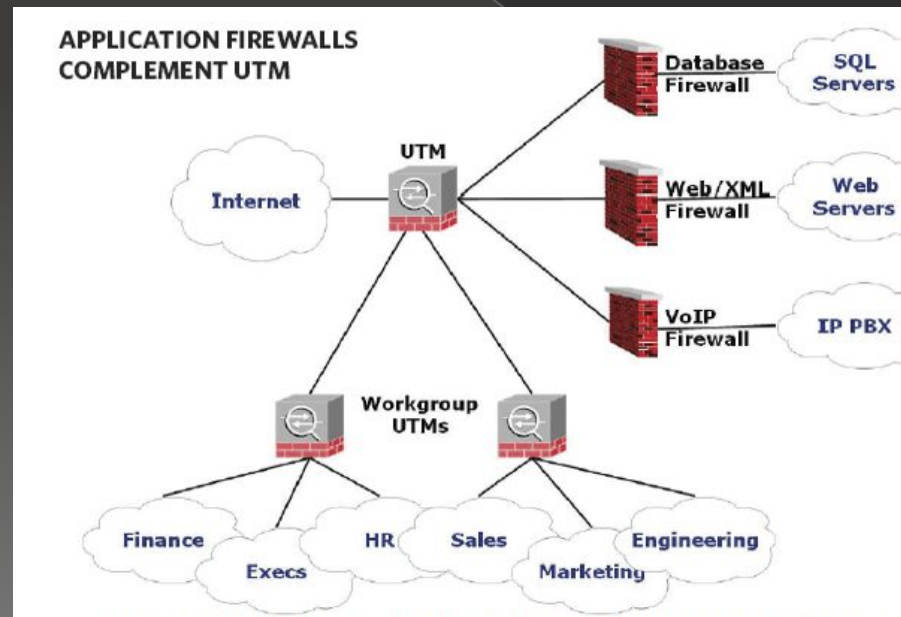 APPLICATION FIREWALLS
COMPLEMENT UTM
Database
Firewall
SQL
Servers
UTM
Internet
Web/XML
Firewall
Web
Servers
VoIP
Firewall
IP PBX
Workgroup
UTMs
Finance
Execs
HR
Sales
Marketing
Engineering